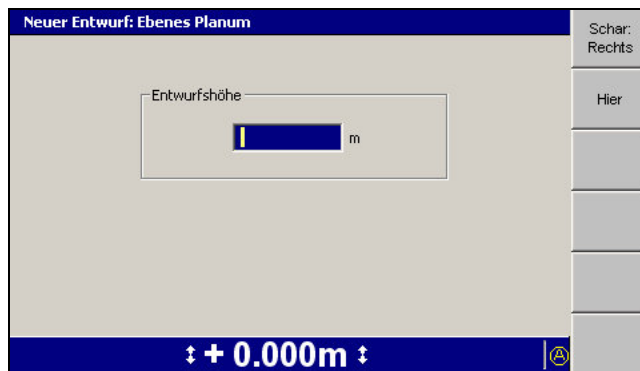 Neuer Entwurf: Ebenes Planum
Schar:
Rechts
Hier
Entwurfshöhe
m
+ 0.000m
A